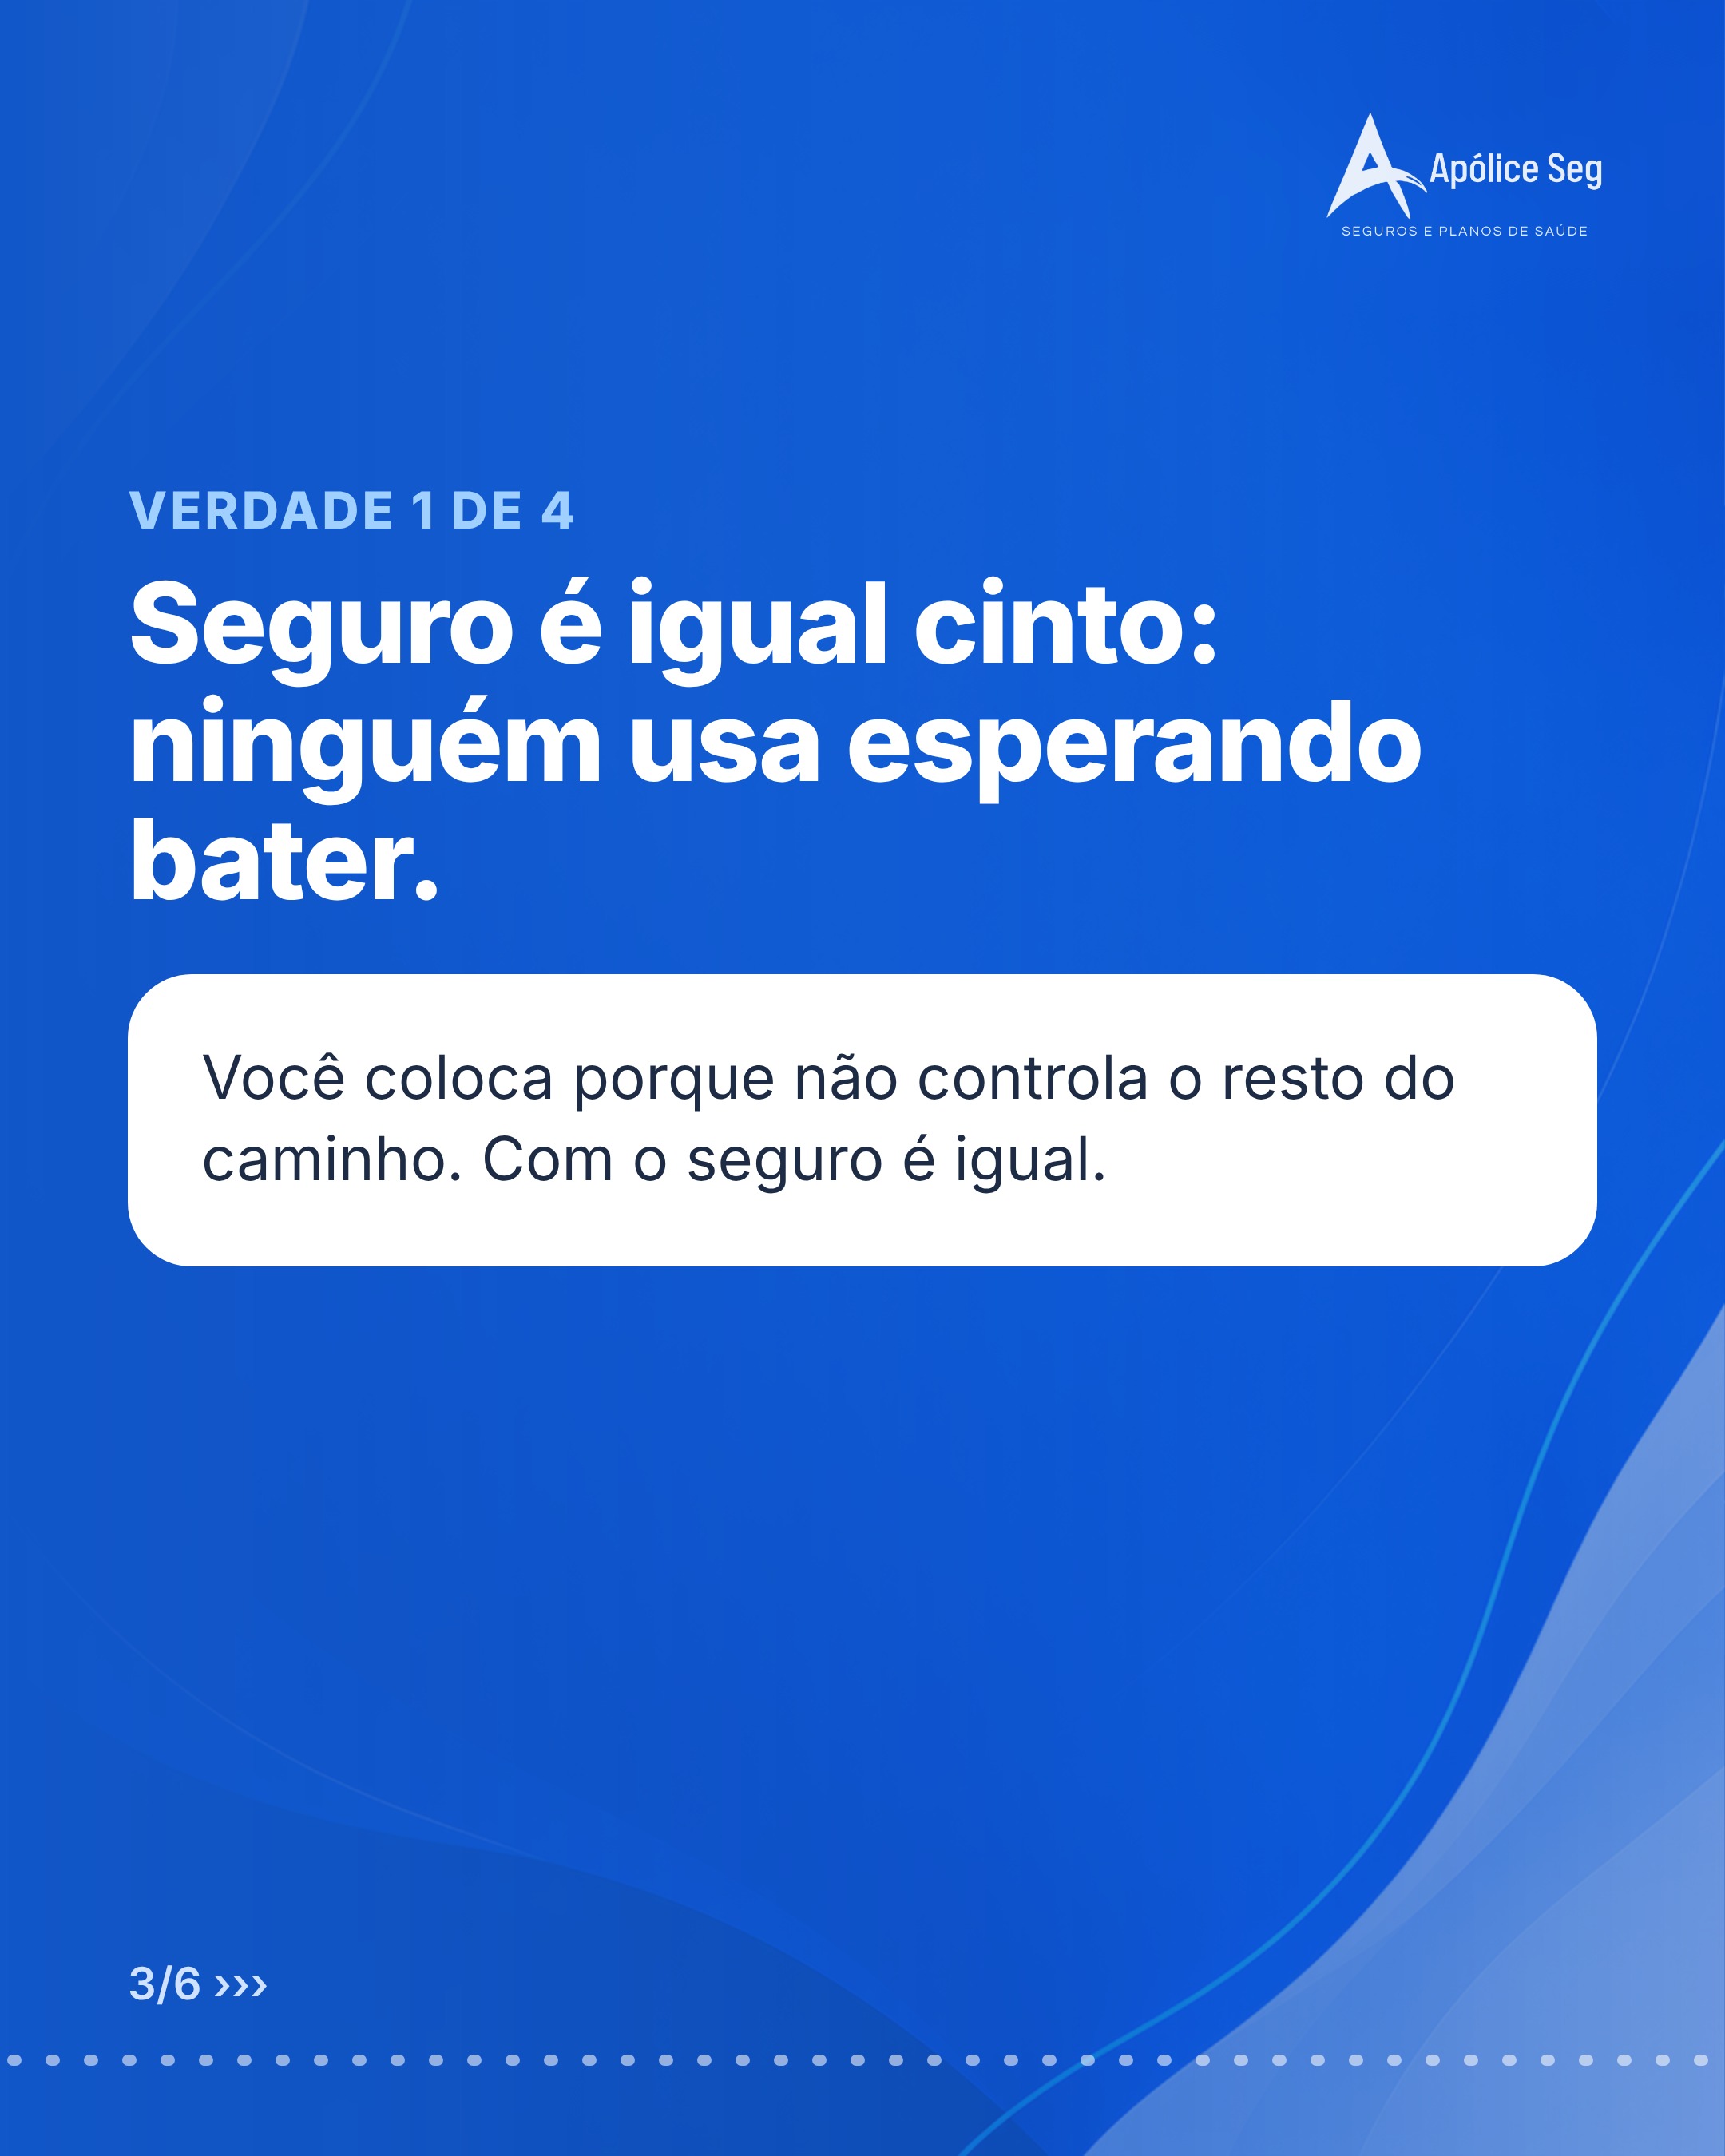 Apólice Seg
SEGUROS E PLANOS DE SAÚDE
VERDADE 1 DE 4
Seguro é igual cinto:
ninguém usa esperando
bater.
Você coloca porque não controla o resto do
caminho. Com o seguro é igual.
3/6 ›››